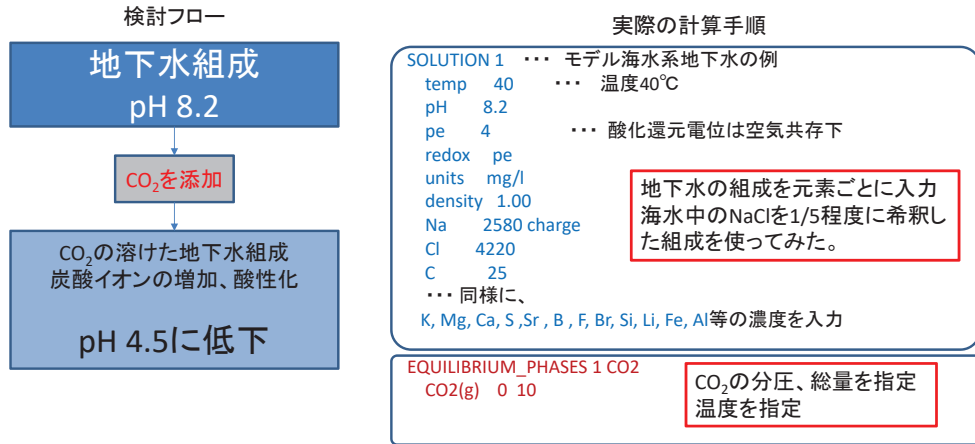 検討フロー
地下水組成
pH 8.2
CO₂を添加
CO₂の溶けた地下水組成
炭酸イオンの増加、酸性化
pH 4.5に低下
実際の計算手順
SOLUTION 1 ・・・ モデル海水系地下水の例
temp 40 ・・・ 温度40℃
pH 8.2
pe 4 ・・・ 酸化還元電位は空気共存下
redox pe
units mg/l
density 1.00
Na 2580 charge
Cl 4220
C 25
・・・ 同様に、
K, Mg, Ca, S ,Sr , B , F, Br, Si, Li, Fe, Al等の濃度を入力
地下水の組成を元素ごとに入力
海水中のNaClを1/5程度に希釈し
た組成を使ってみた。
EQUILIBRIUM_PHASES 1 CO2
CO2(g) 0 10
CO₂の分圧、総量を指定
温度を指定